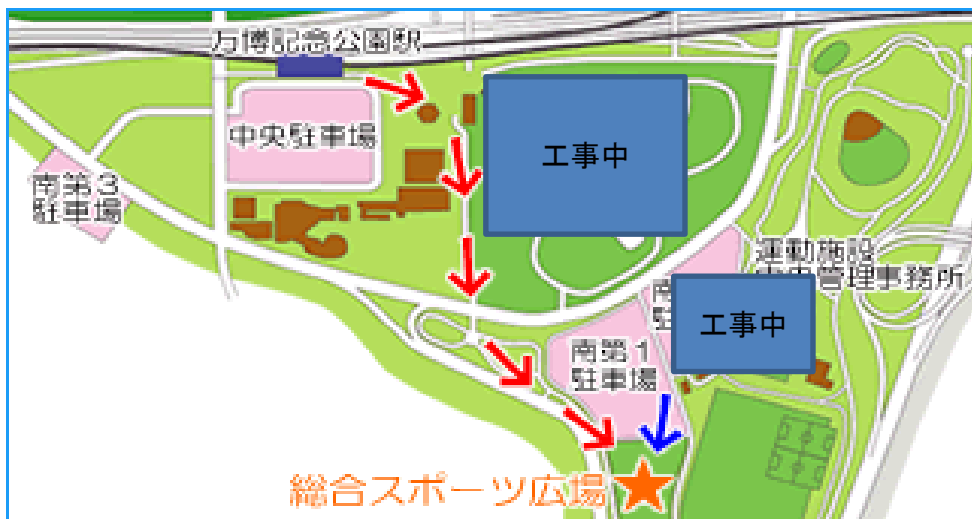 万博記念公園駅
中央駐車場
工事中
南第３
駐車場
運動施設
中央管理事務所
南
駐
工事中
南第１
駐車場
総合スポーツ広場